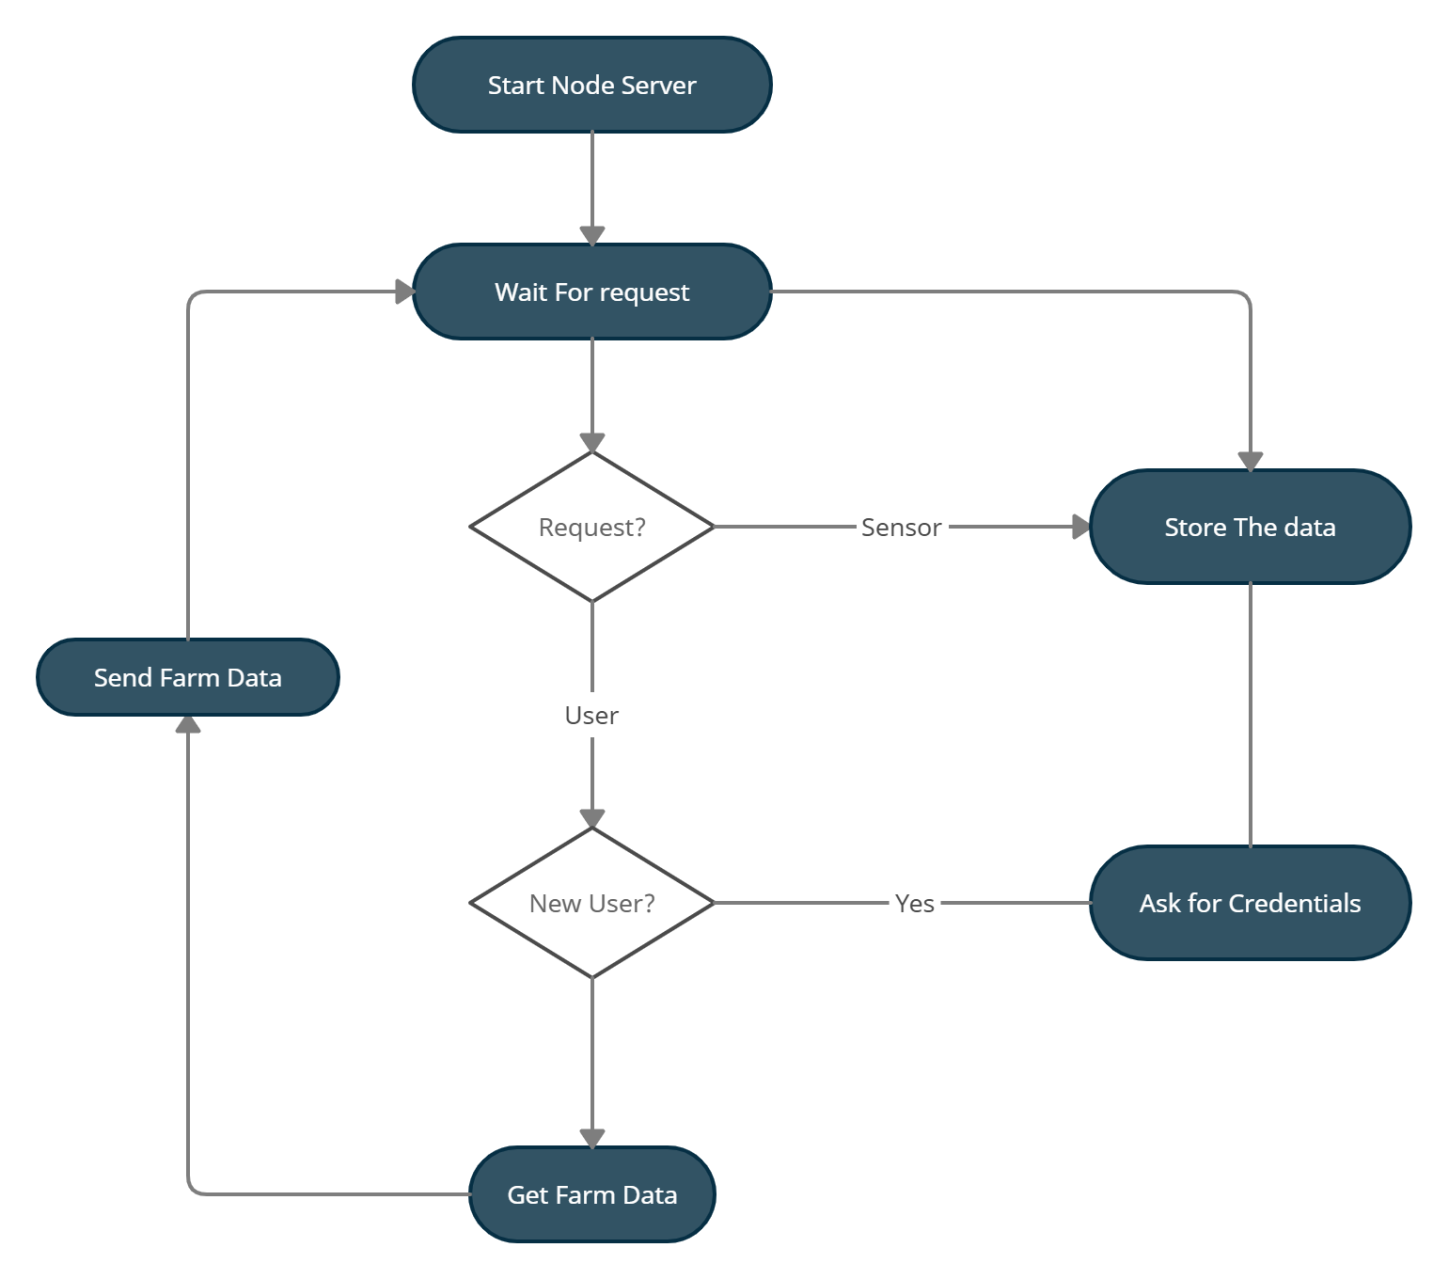 Start Node Server
Wait For request
Request?
Sensor
Store The data
Send Farm Data
User
New User?
Yes
Ask for Credentials
Get Farm Data